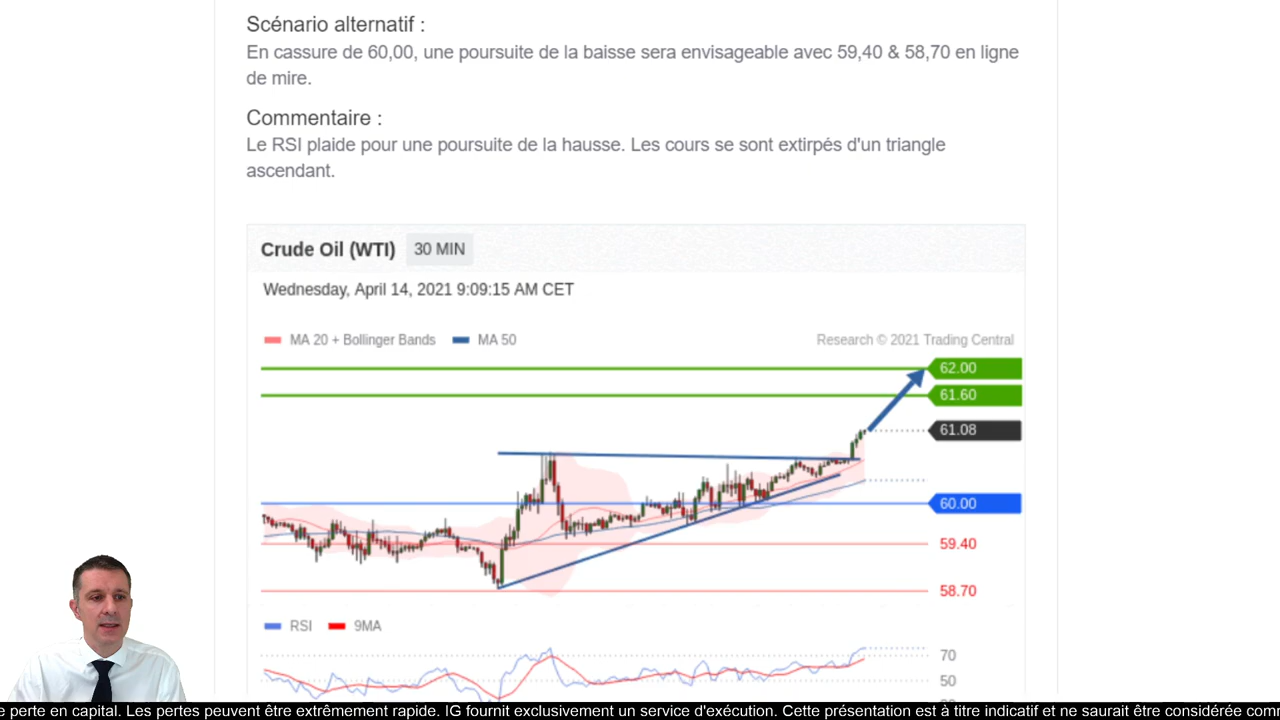 Scénario alternatif :
En cassure de 60,00, une poursuite de la baisse sera envisageable avec 59,40 & 58,70 en ligne
de mire.
Commentaire :
Le RSI plaide pour une poursuite de la hausse. Les cours se sont extirpés d'un triangle
ascendant.
Crude Oil (WTI) 30 MIN
Wednesday, April 14, 2021 9:09:15 AM CET
MA 20 + Bollinger Bands MA 50 Research © 2021 Trading Central
62.00
61.60
61.08
60.00
59.40
58.70
RSI 9MA
70
50
e perte en capital. Les pertes peuvent être extrêmement rapide. IG fournit exclusivement un service d'exécution. Cette présentation est à titre indicatif et ne saurait être considérée com